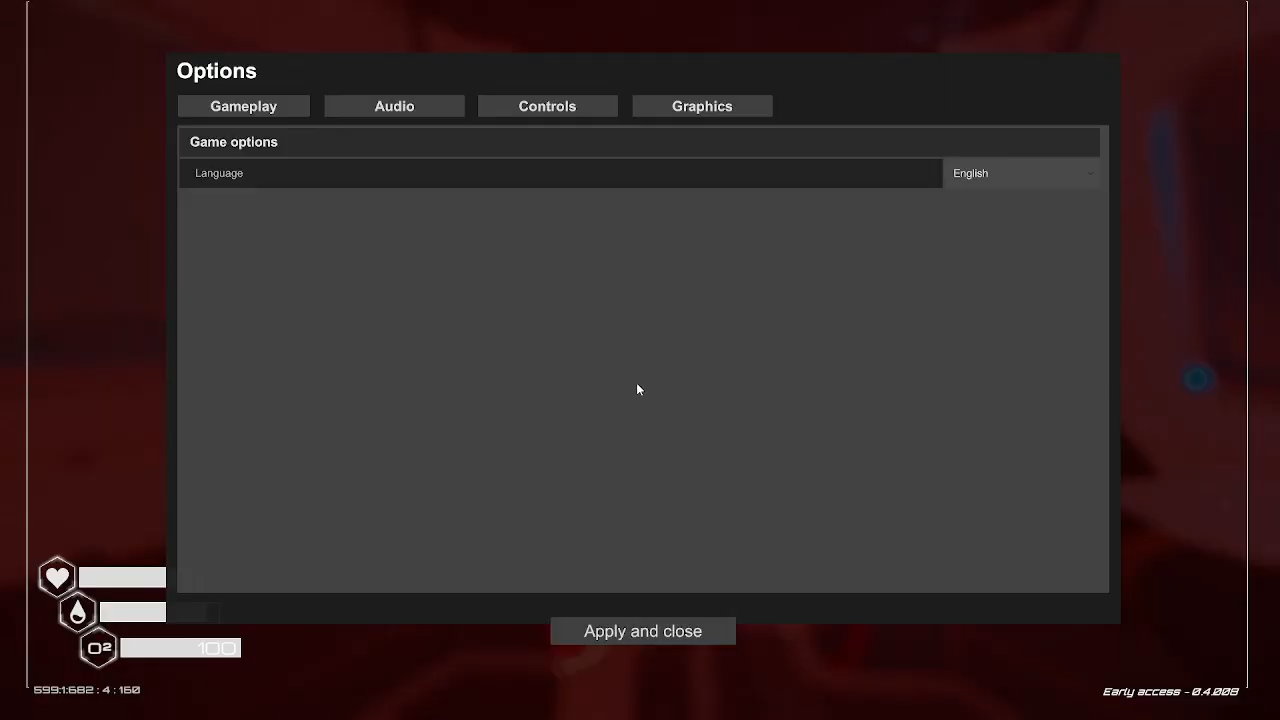 Options
Gameplay Audio Controls Graphics
Game options
Language English
O²
100
Apply and close
599:1:682 : 4 : 160
Early access - 0.4.008